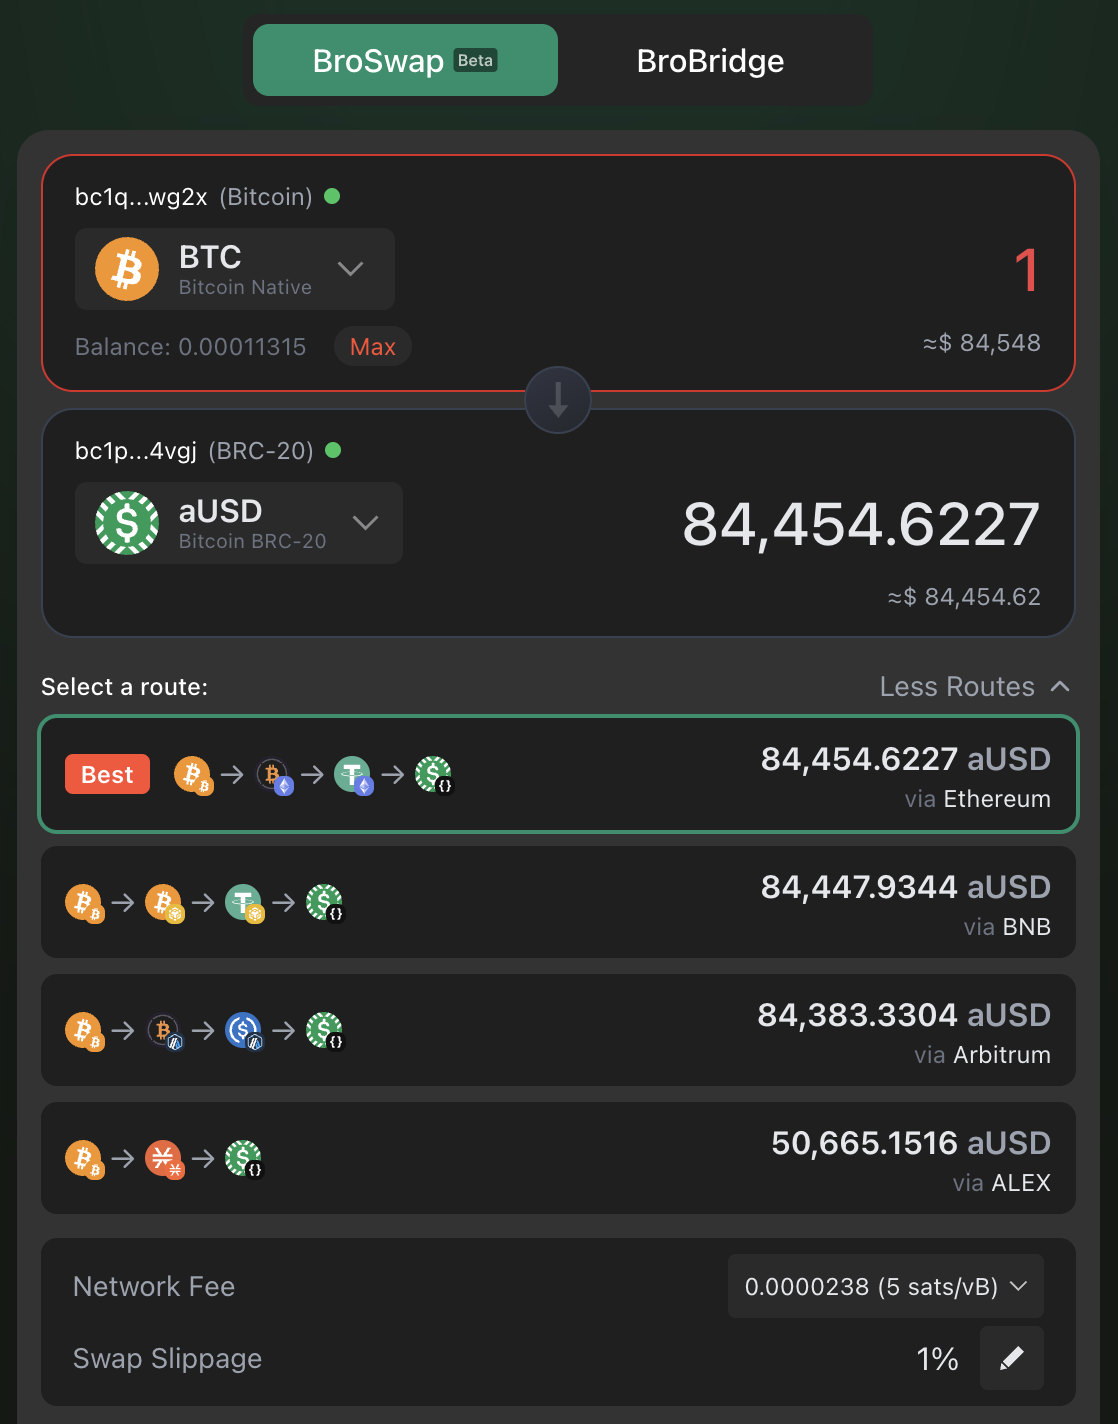 BroSwap Beta
BroBridge
bc1q...wg2x (Bitcoin)
BTC
Bitcoin Native
1
Balance: 0.00011315 Max
≈$ 84,548
bc1p...4vgj (BRC-20)
aUSD
Bitcoin BRC-20
84,454.6227
≈$ 84,454.62
Select a route:
Less Routes
Best
84,454.6227 aUSD
via Ethereum
84,447.9344 aUSD
via BNB
84,383.3304 aUSD
via Arbitrum
50,665.1516 aUSD
via ALEX
Network Fee
0.0000238 (5 sats/vB)
Swap Slippage
1%